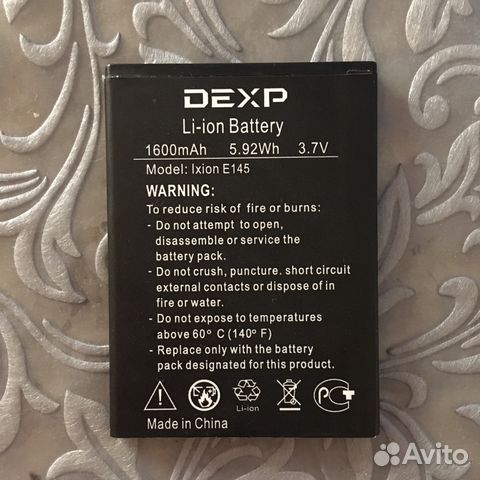 DEXP
Li-ion Battery
1600mAh 5.92Wh 3.7V
Model: Ixion E145
WARNING:
To reduce risk of fire or burns:
- Do not attempt to open,
disassemble or service the
battery pack.
- Do not crush, puncture. short circuit
external contacts or dispose of in
fire or water.
- Do not expose to temperatures
above 60° C (140° F)
- Replace only with the battery
pack designated for this product.
Li-ion
РСТ
Made in China
Avito